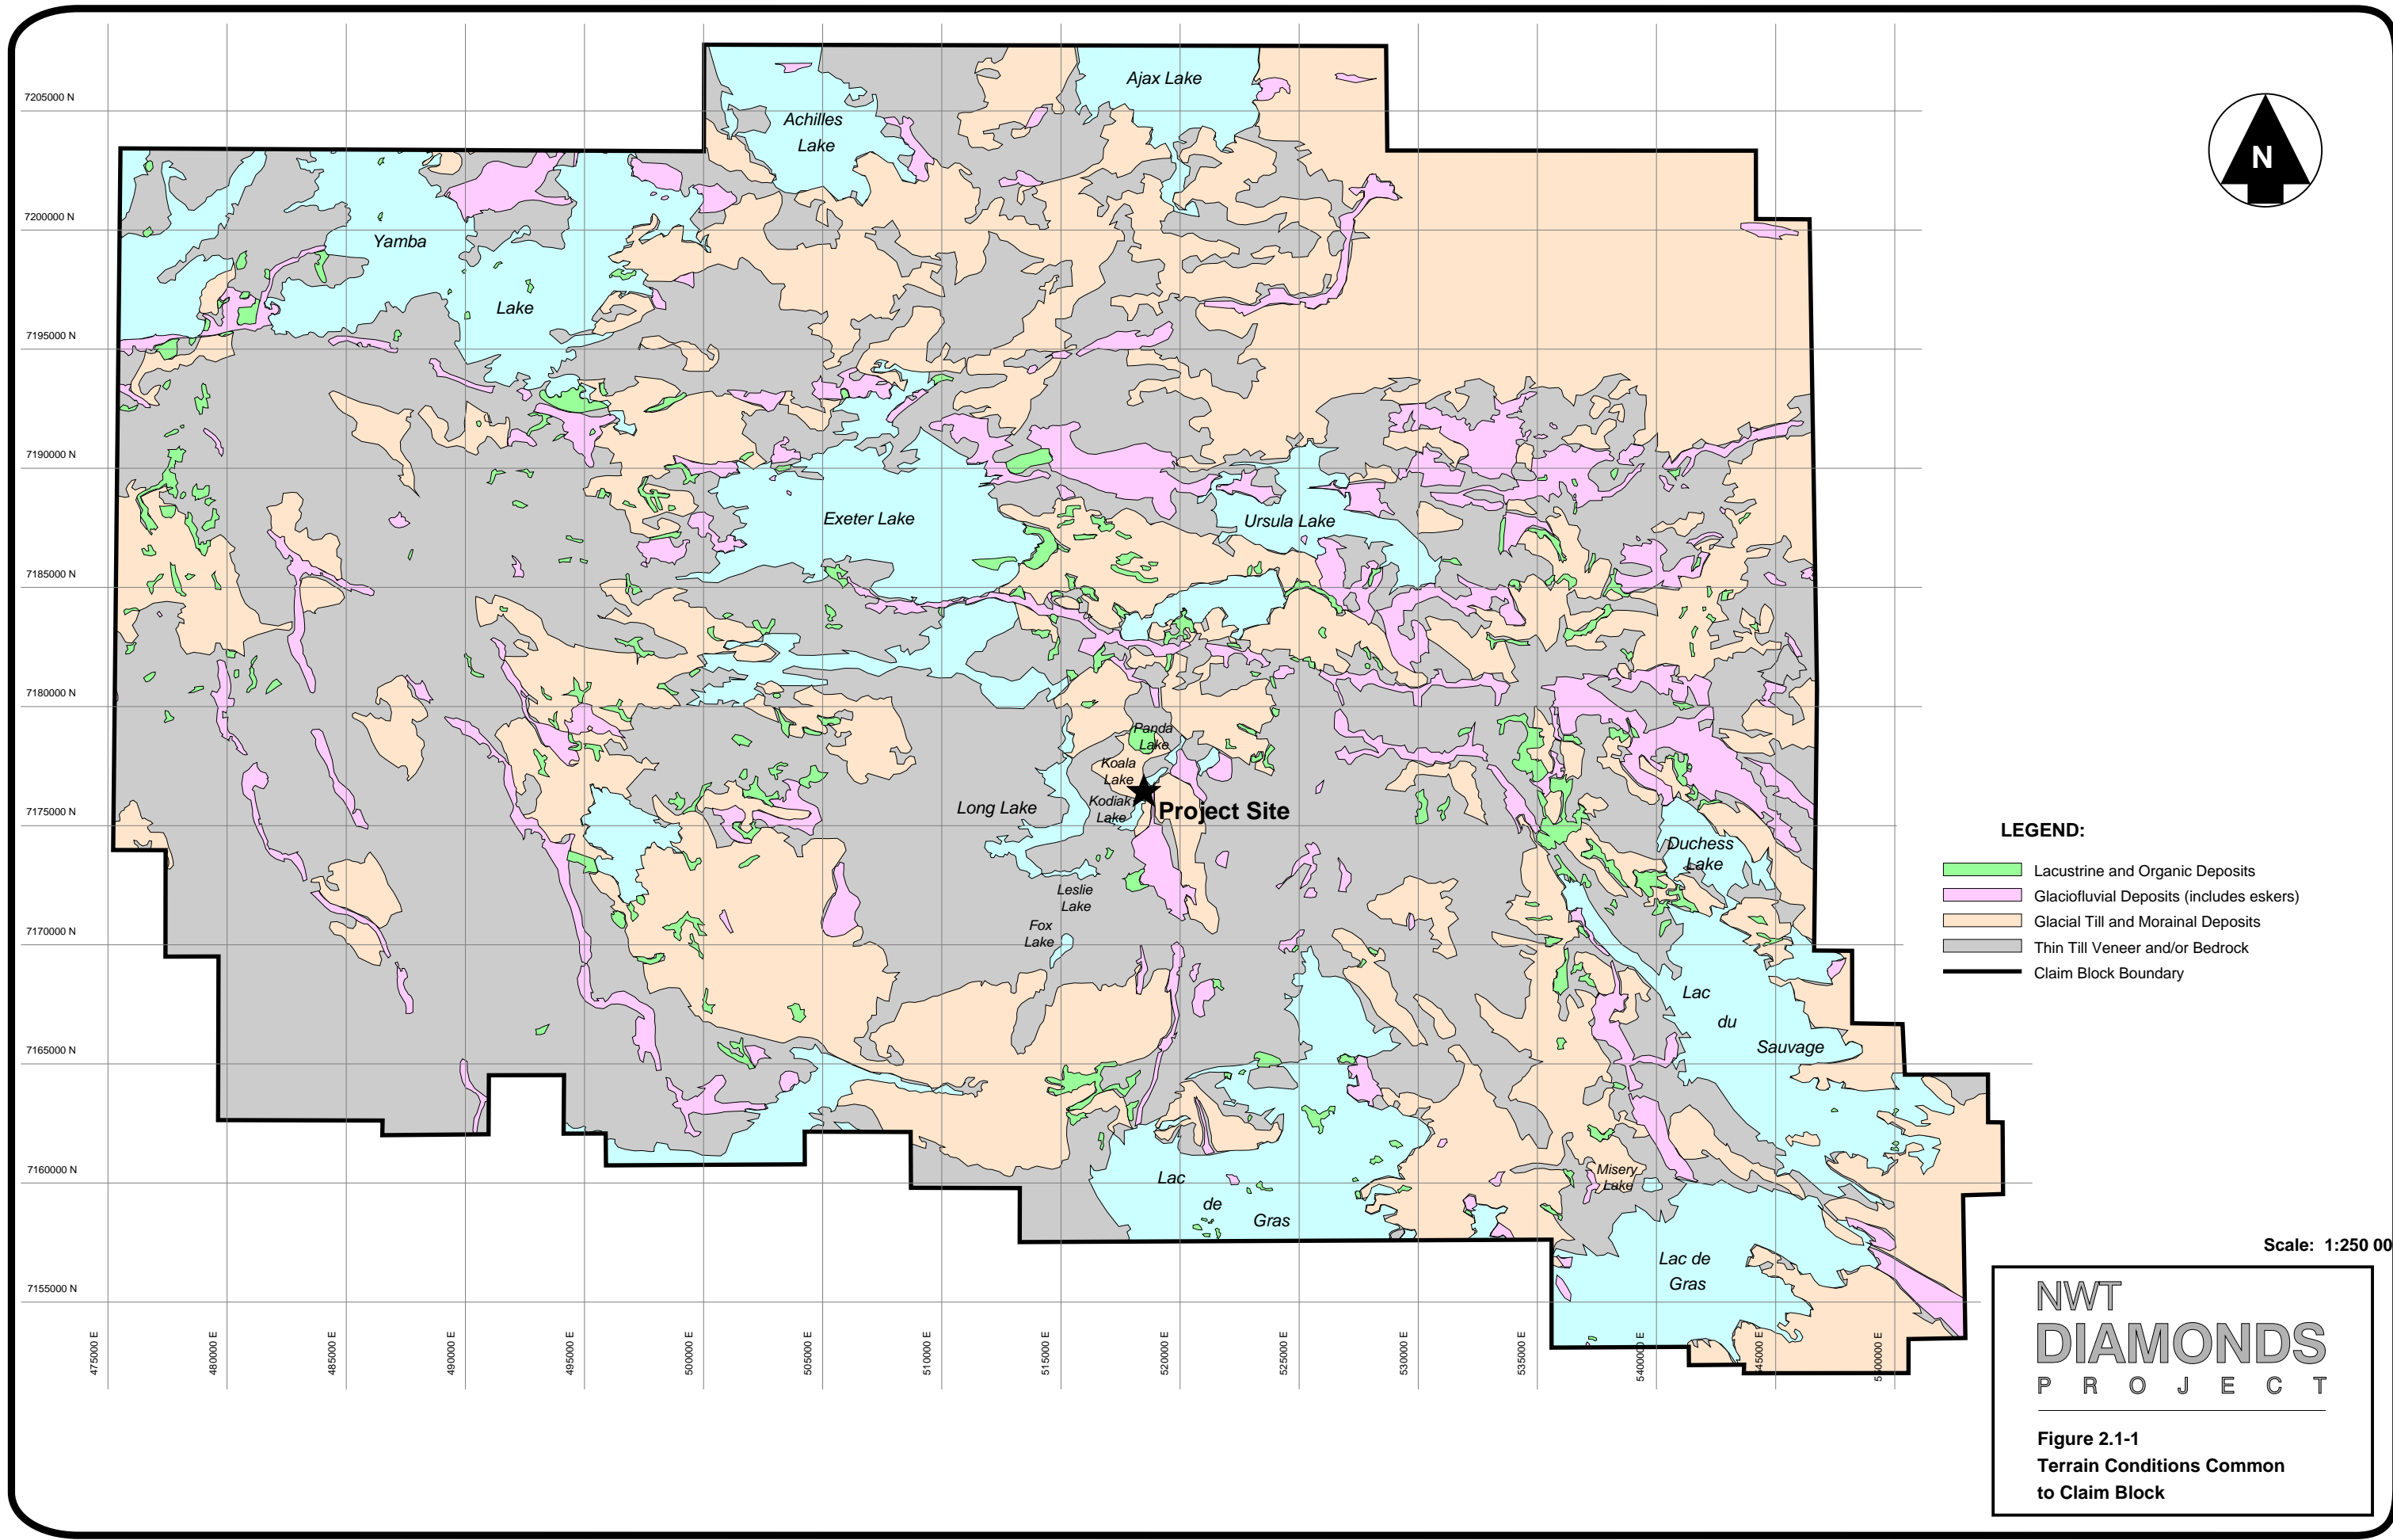 Ajax Lake
7205000 N
Achilles
Lake
N
7200000 N
Yamba
Lake
7195000 N
7190000 N
Exeter Lake
Ursula Lake
7185000 N
7180000 N
Panda
Lake
Koala
Lake
Kodiak
Lake
Long Lake
Project Site
7175000 N
Duchess
Lake
Leslie
Lake
Fox
Lake
7170000 N
Lac
du
Sauvage
7165000 N
7160000 N
Misery
Lake
Lac
de
Gras
Lac de
Gras
7155000 N
475000 E
480000 E
485000 E
490000 E
495000 E
500000 E
505000 E
510000 E
515000 E
520000 E
525000 E
530000 E
535000 E
5400000 E
LEGEND:
Lacustrine and Organic Deposits
Glaciofluvial Deposits (includes eskers)
Glacial Till and Morainal Deposits
Thin Till Veneer and/or Bedrock
Claim Block Boundary
Scale: 1:250 00
NWT
DIAMONDS
PROJECT
Figure 2.1-1
Terrain Conditions Common
to Claim Block